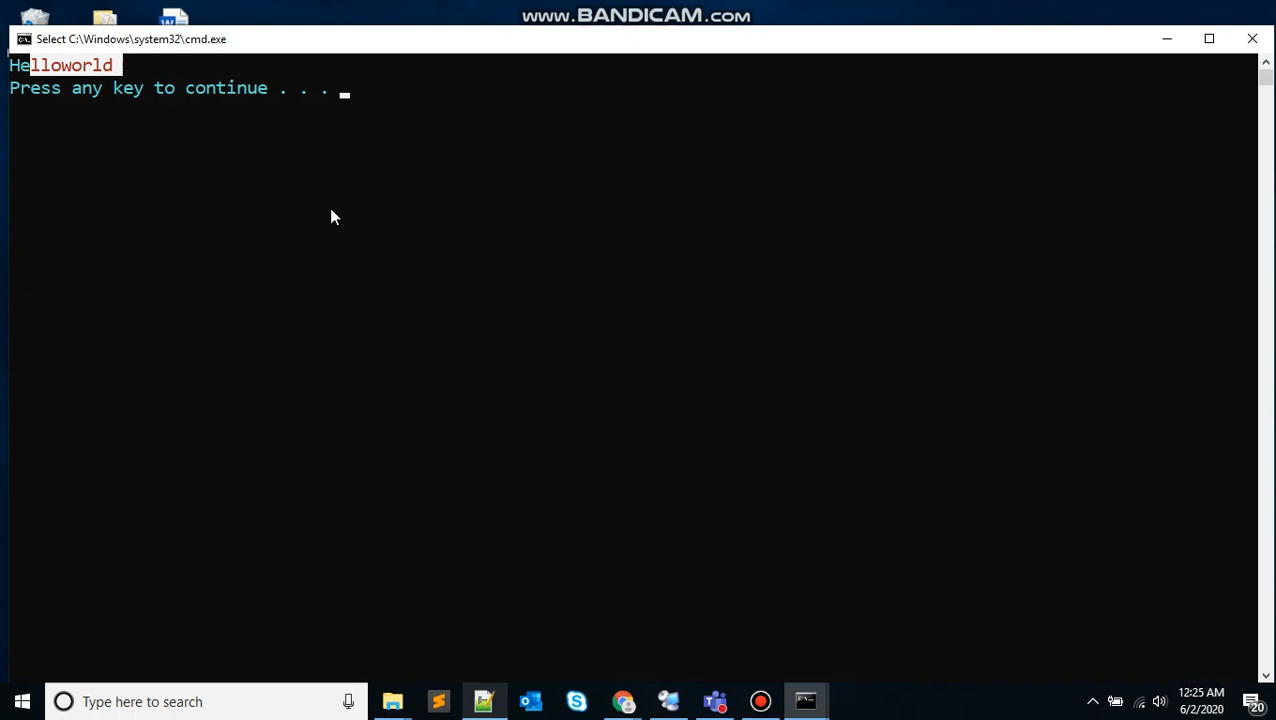 www.BANDICAM.com
Select C:\Windows\system32\cmd.exe
Helloworld
Press any key to continue . . .
Type here to search
12:25 AM
6/2/2020
20